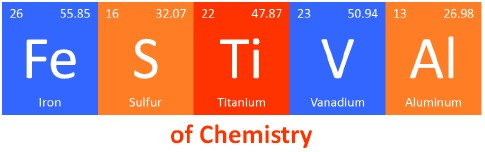 26 55.85 16 32.07 22 47.87 23 50.94 13 26.98
Fe S Ti V Al
Iron Sulfur Titanium Vanadium Aluminum
of Chemistry